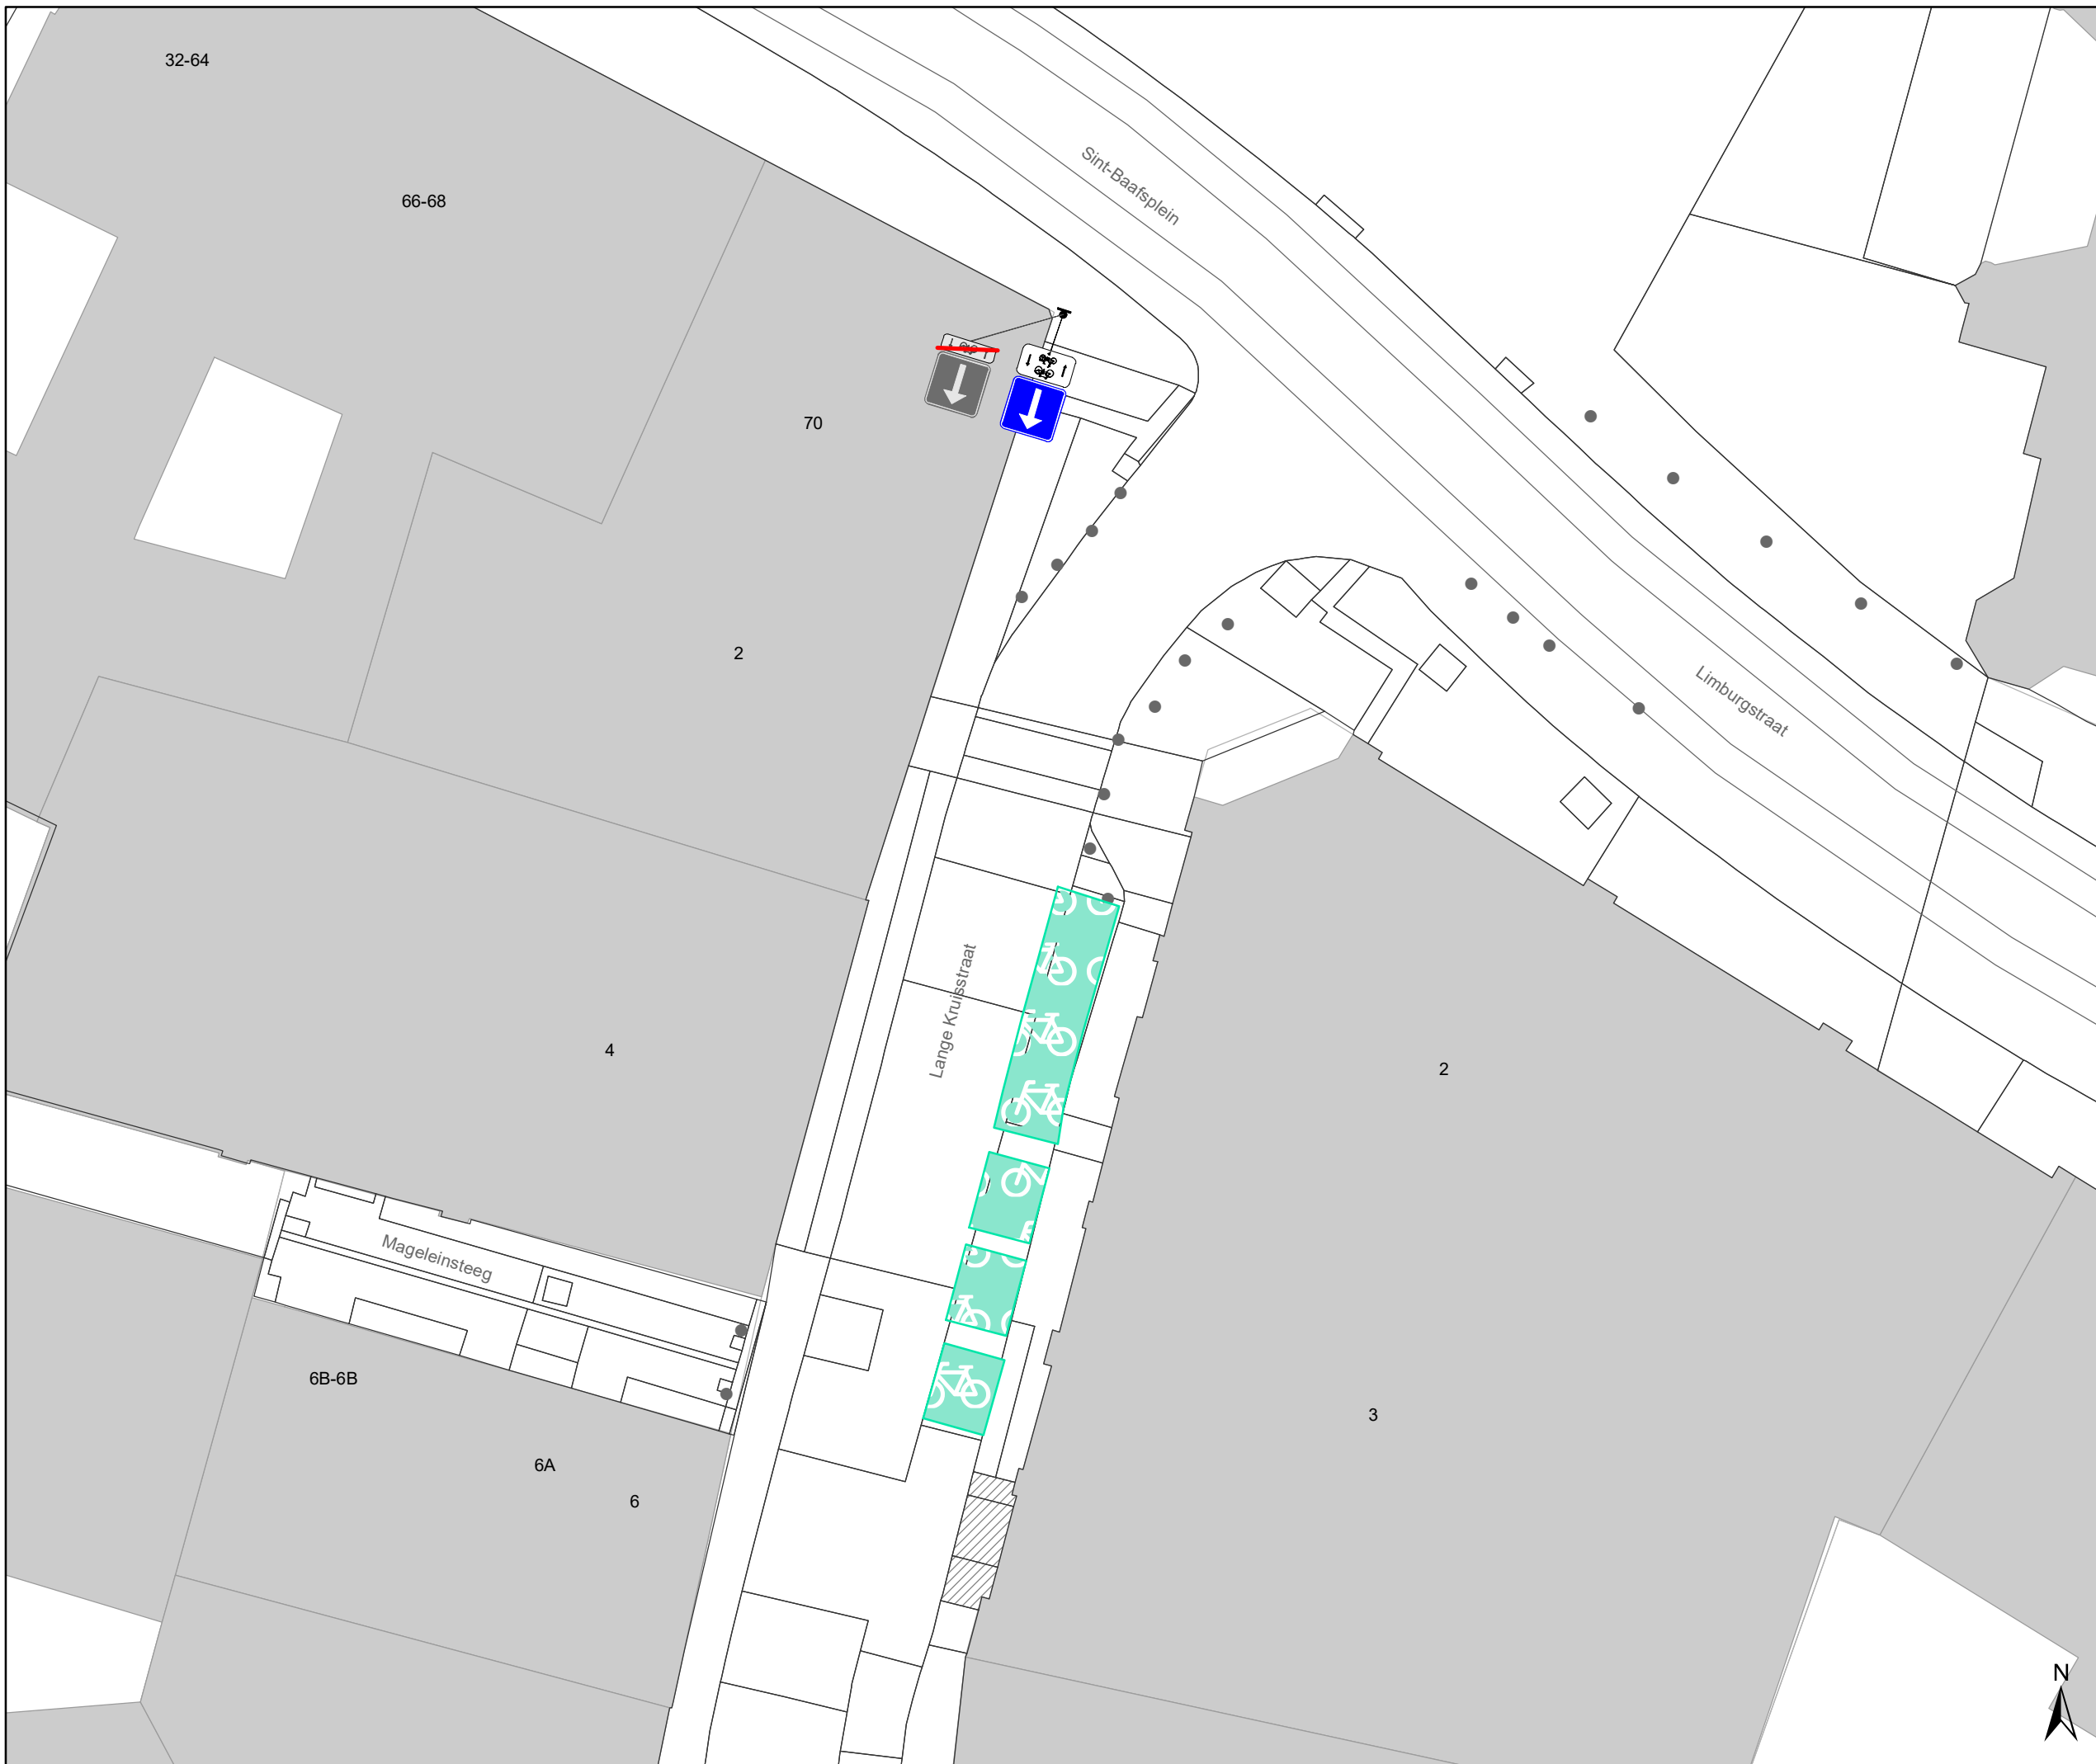 32-64
66-68
Sint-Baafsplein
70
2
Limburgstraat
Lange Kruisstraat
4
2
Mageleinsteeg
6B-6B
3
6A
6
N